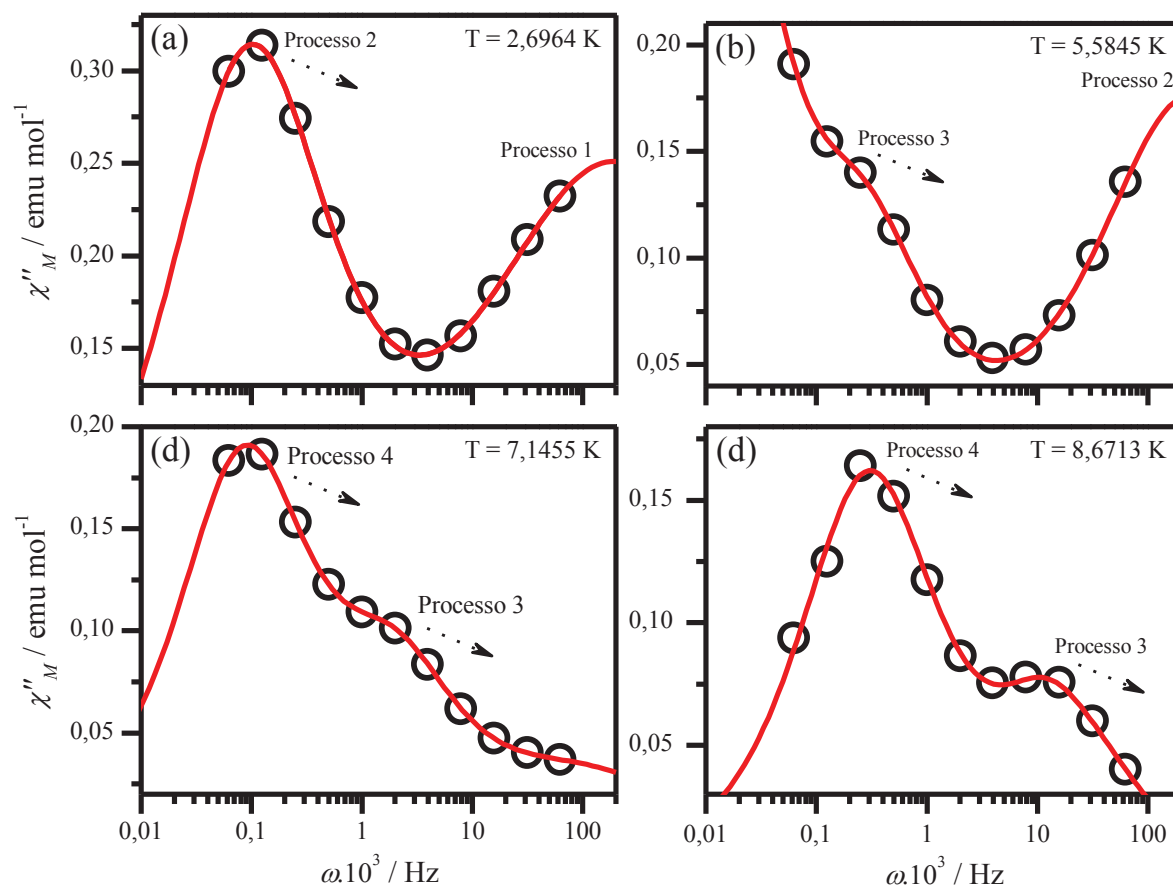 (a)
Processo 2
T = 2,6964 K
Processo 1
0,30
0,25
0,20
0,15
χ″M / emu mol⁻¹
(b)
T = 5,5845 K
Processo 2
Processo 3
0,20
0,15
0,10
0,05
(d)
T = 7,1455 K
Processo 4
Processo 3
0,20
0,15
0,10
0,05
χ″M / emu mol⁻¹
0,01 0,1 1 10 100
ω.10³ / Hz
(d)
T = 8,6713 K
Processo 4
Processo 3
0,15
0,10
0,05
0,01 0,1 1 10 100
ω.10³ / Hz